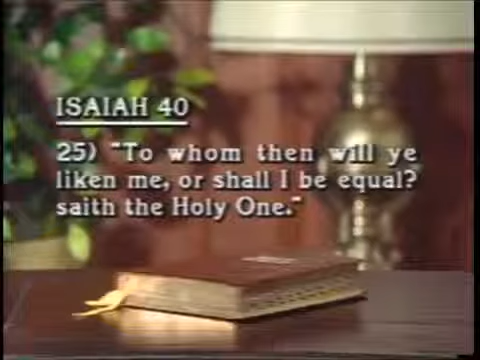 ISAIAH 40
25) "To whom then will ye
liken me, or shall I be equal?
saith the Holy One."